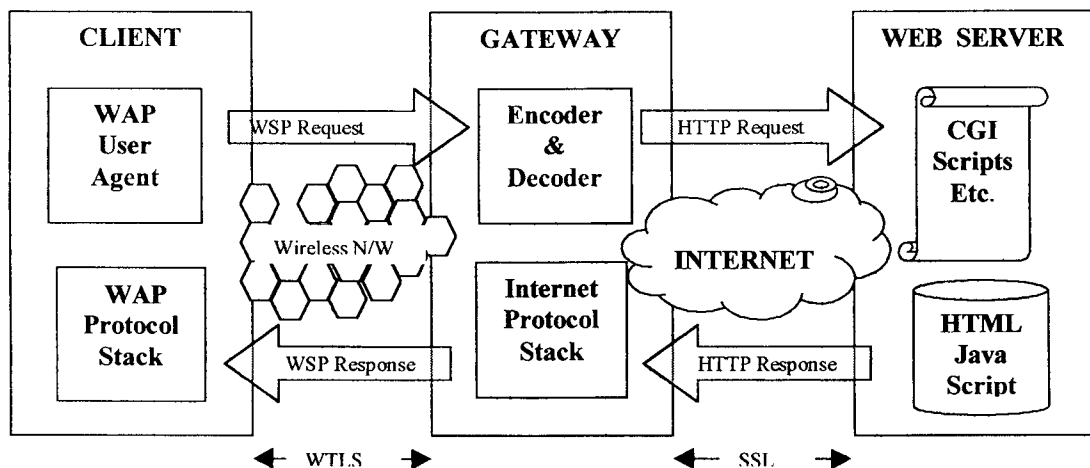 CLIENT
WAP
User
Agent
WAP
Protocol
Stack
WSP Request
Wireless N/W
WSP Response
WTLS
GATEWAY
Encoder
&
Decoder
Internet
Protocol
Stack
HTTP Request
INTERNET
HTTP Response
SSL
WEB SERVER
CGI
Scripts
Etc.
HTML
Java
Script